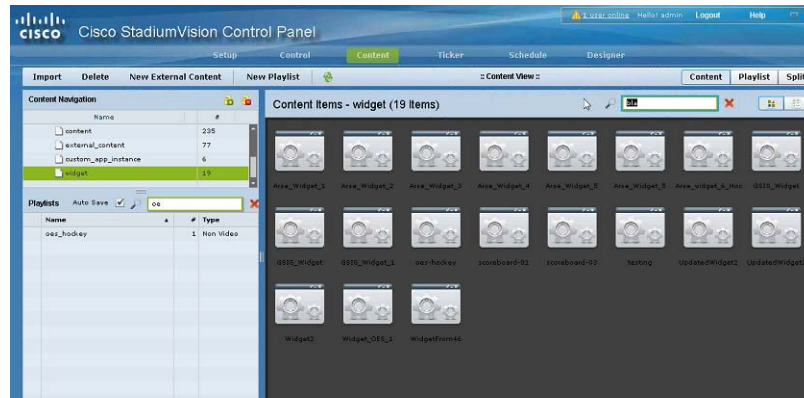 1 user online Hello! admin Logout Help
CISCO Cisco StadiumVision Control Panel
Setup Control Content Ticker Schedule Designer
Import Delete New External Content New Playlist :: Content View :: Content Playlist Split
Content Navigation
Name #
content 235
external_content 77
custom_app_instance 6
widget 19
Playlists Auto Save oe
Name # Type
oes_hockey 1 Non Video
Content Items - widget (19 Items)
Arse_Widget_1 Arse_Widget_2 Arse_Widget_3 Arse_Widget_4 Arse_Widget_5 Arse_Widget_5 GSIS_Widget
GSIS_Widget GSIS_Widget_1 oes-hockey scoreboard-01 scoreboard-03 testing UpdatedWidget2 UpdatedWidget
Widget2 Widget_OES_1 WidgetFrom46